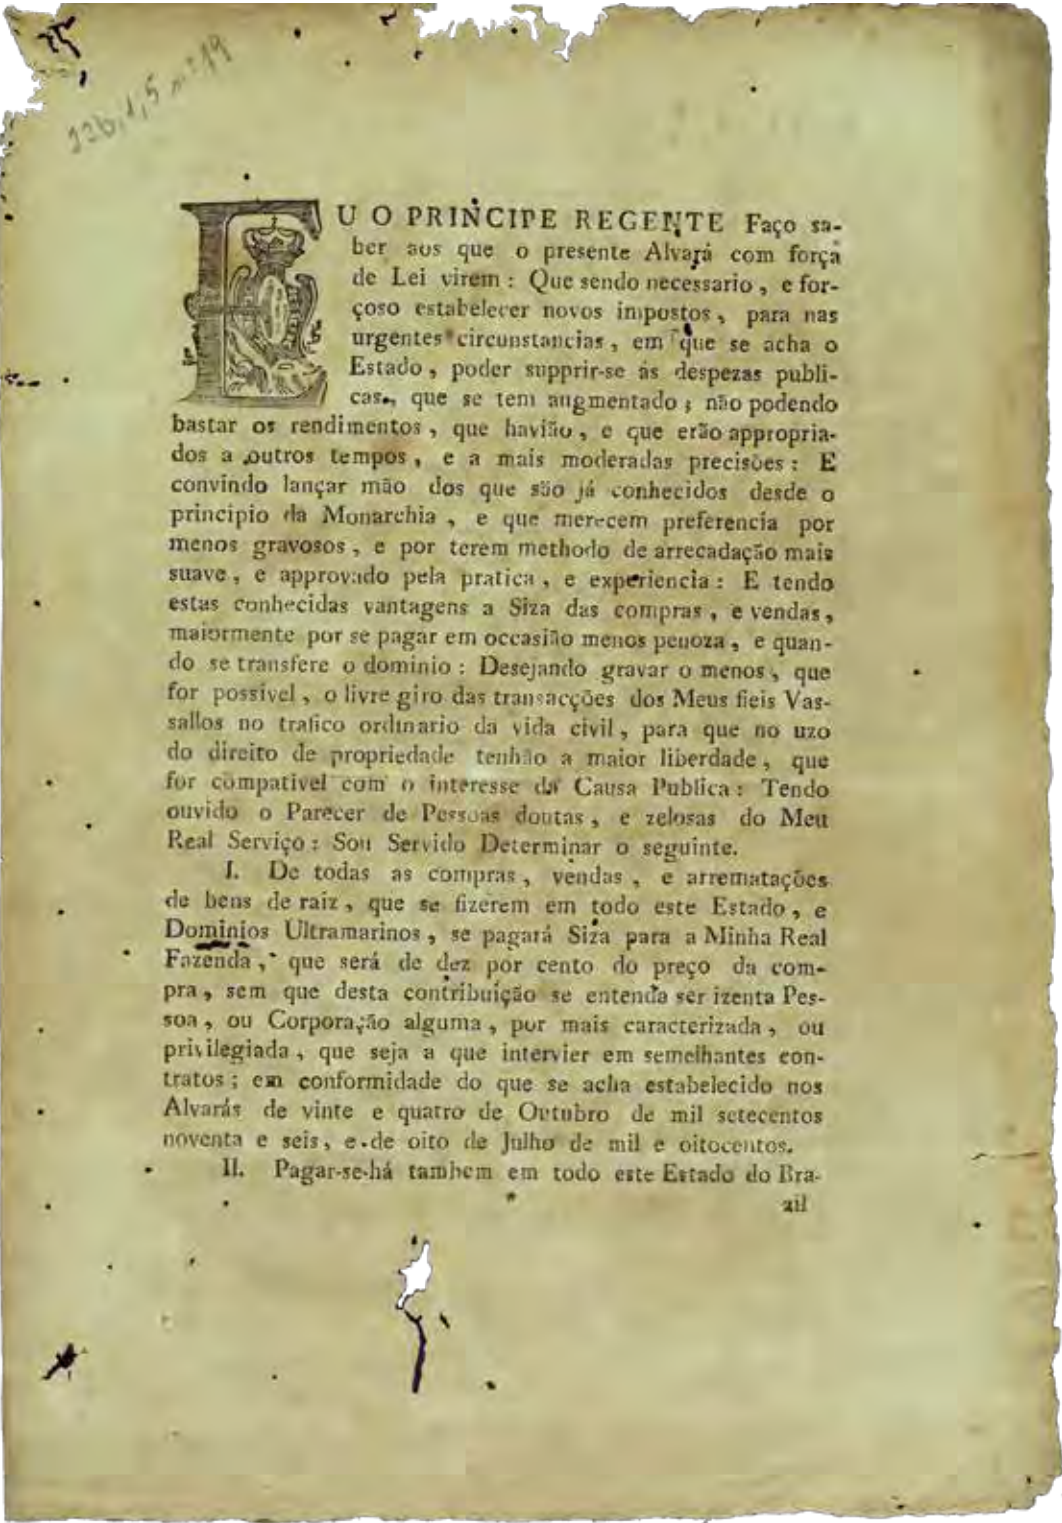 12b,1,5 nº 19
EU O PRINCIPE REGENTE Faço sa-
ber aos que o presente Alvará com força
de Lei virem : Que sendo necessario , e for-
çoso estabelecer novos impostos , para nas
urgentes circunstancias , em que se acha o
Estado , poder supprir-se ás despezas publi-
cas , que se tem augmentado ; não podendo
bastar os rendimentos , que havião , e que erão appropria-
dos a outros tempos , e a mais moderadas precisões : E
convindo lançar mão dos que são já conhecidos desde o
principio da Monarchia , e que merecem preferencia por
menos gravosos , e por terem methodo de arrecadação mais
suave , e approvado pela pratica , e experiencia : E tendo
estas conhecidas vantagens a Siza das compras , e vendas ,
maiormente por se pagar em occasião menos penoza , e quan-
do se transfere o dominio : Desejando gravar o menos , que
for possivel , o livre giro das transacções dos Meus fieis Vas-
sallos no trafico ordinario da vida civil , para que no uzo
do direito de propriedade tenhão a maior liberdade , que
for compativel com o interesse da Causa Publica : Tendo
ouvido o Parecer de Pessoas doutas , e zelosas do Meu
Real Serviço : Sou Servido Determinar o seguinte.
I. De todas as compras , vendas , e arrematações
de bens de raiz , que se fizerem em todo este Estado , e
Dominios Ultramarinos , se pagará Siza para a Minha Real
Fazenda , que será de dez por cento do preço da com-
pra , sem que desta contribuição se entenda ser izenta Pes-
soa , ou Corporação alguma , por mais caracterizada , ou
privilegiada , que seja a que intervier em semelhantes con-
tratos ; em conformidade do que se acha estabelecido nos
Alvarás de vinte e quatro de Outubro de mil setecentos
noventa e seis , e de oito de Julho de mil e oitocentos.
II. Pagar-se-há tambem em todo este Estado do Bra-
*
zil